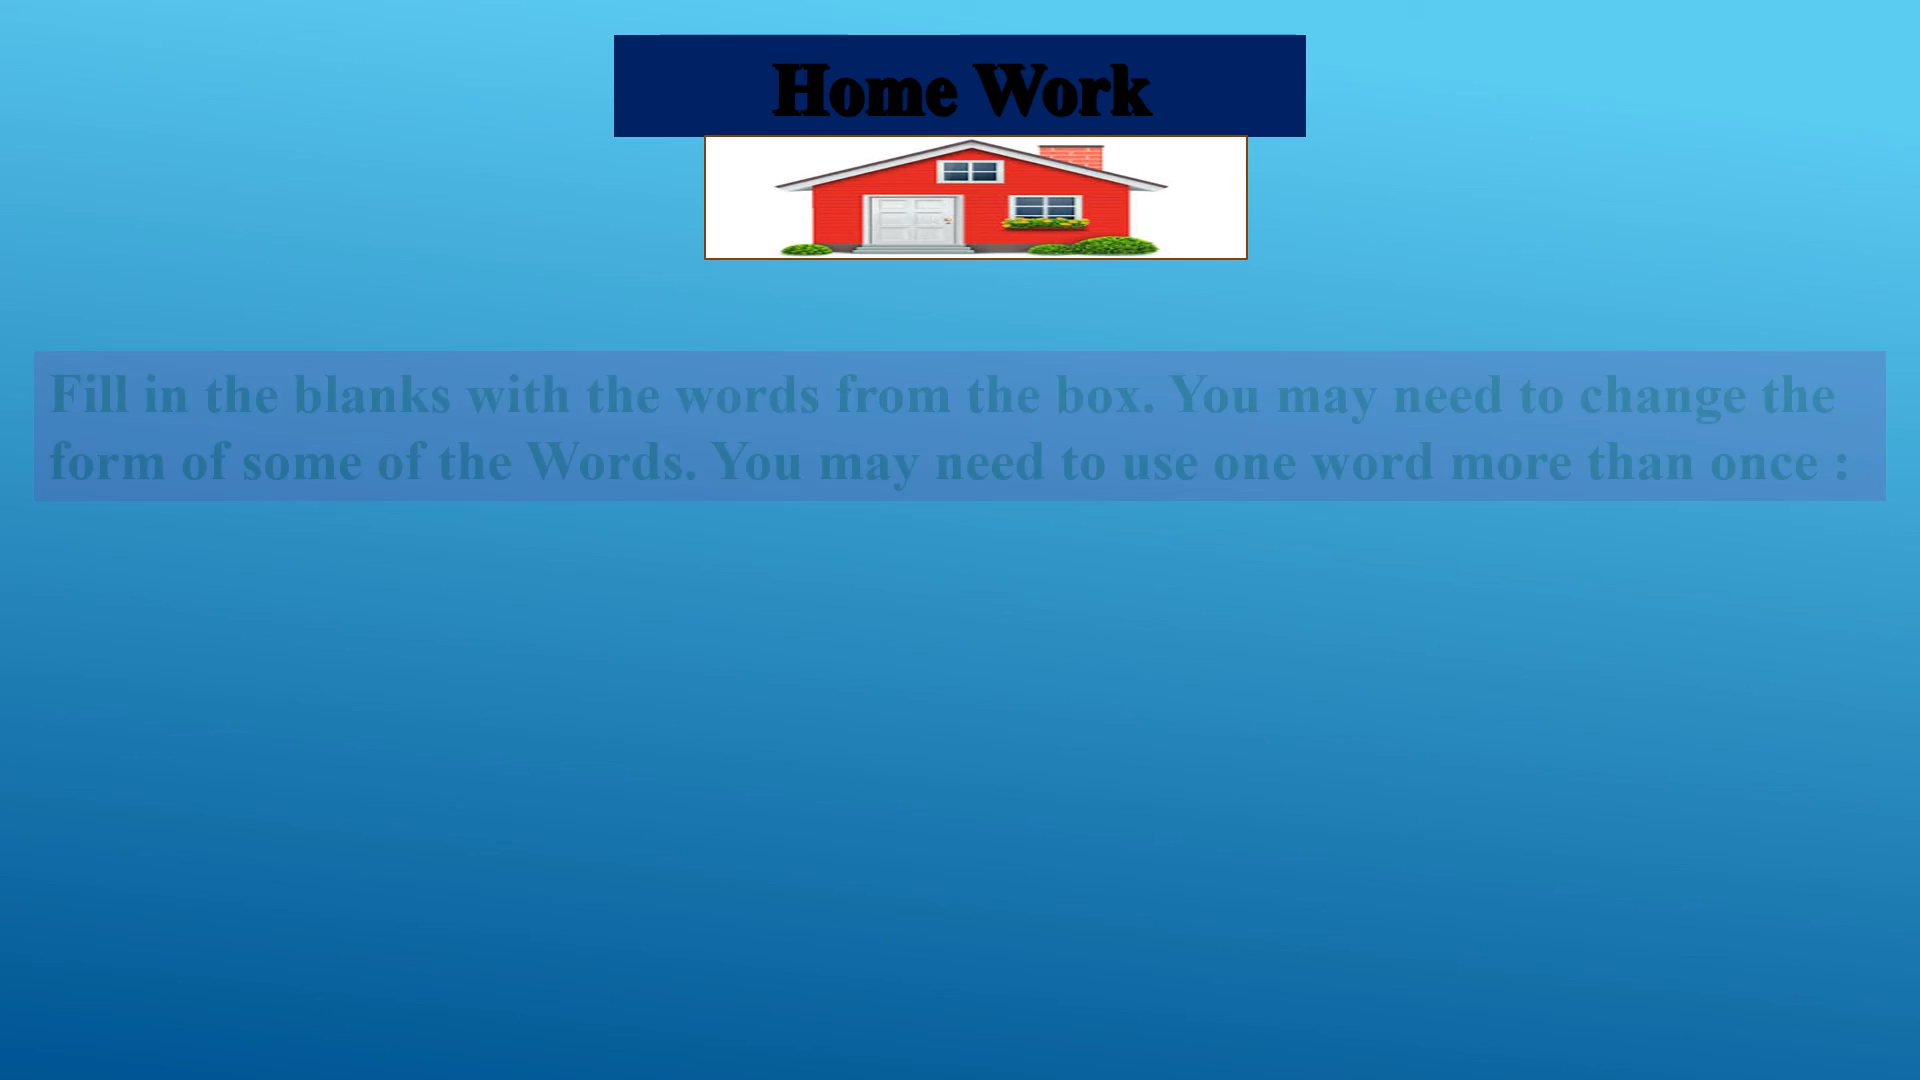 Home Work
Fill in the blanks with the words from the box. You may need to change the
form of some of the Words. You may need to use one word more than once :